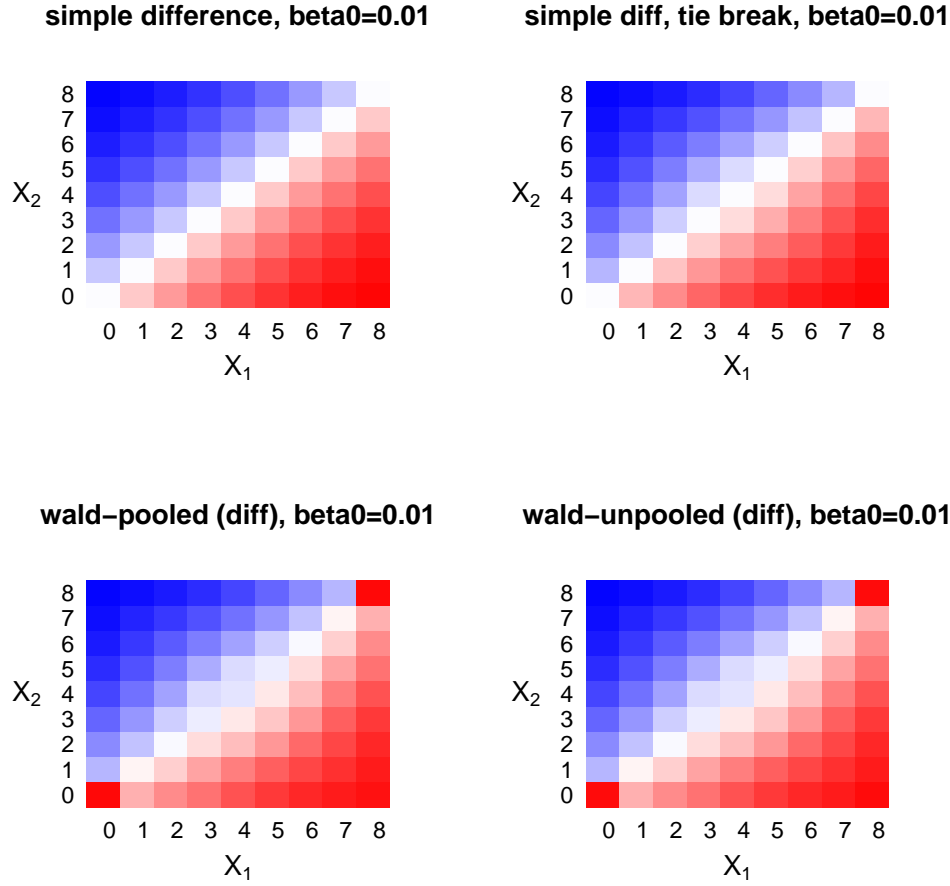 simple difference, beta0=0.01
8
7
6
5
4
3
2
1
0
X2
0 1 2 3 4 5 6 7 8
X1
simple diff, tie break, beta0=0.01
8
7
6
5
4
3
2
1
0
X2
0 1 2 3 4 5 6 7 8
X1
wald−pooled (diff), beta0=0.01
8
7
6
5
4
3
2
1
0
X2
0 1 2 3 4 5 6 7 8
X1
wald−unpooled (diff), beta0=0.01
8
7
6
5
4
3
2
1
0
X2
0 1 2 3 4 5 6 7 8
X1